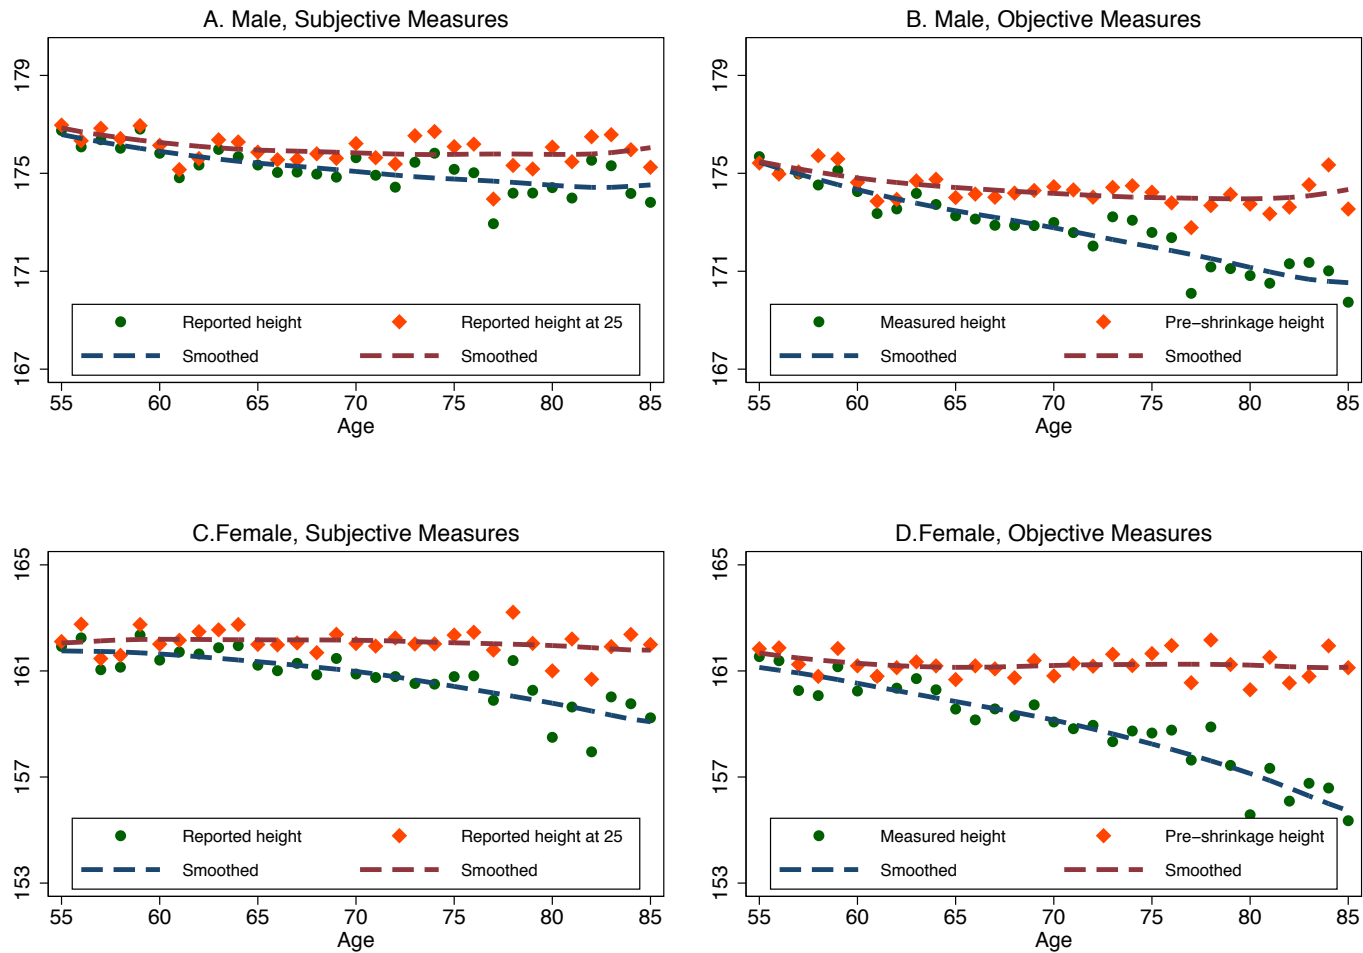 A. Male, Subjective Measures
179
175
171
167
Reported height
Reported height at 25
Smoothed
Smoothed
55 60 65 70 75 80 85
Age
B. Male, Objective Measures
179
175
171
167
Measured height
Pre-shrinkage height
Smoothed
Smoothed
55 60 65 70 75 80 85
Age
C.Female, Subjective Measures
165
161
157
153
Reported height
Reported height at 25
Smoothed
Smoothed
55 60 65 70 75 80 85
Age
D.Female, Objective Measures
165
161
157
153
Measured height
Pre-shrinkage height
Smoothed
Smoothed
55 60 65 70 75 80 85
Age